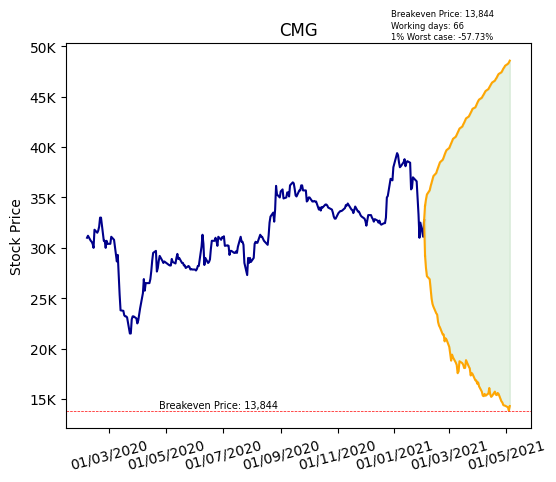 Breakeven Price: 13,844
Working days: 66
1% Worst case: -57.73%
CMG
50K
45K
40K
35K
30K
25K
20K
15K
Stock Price
Breakeven Price: 13,844
01/03/2020
01/05/2020
01/07/2020
01/09/2020
01/11/2020
01/01/2021
01/03/2021
01/05/2021